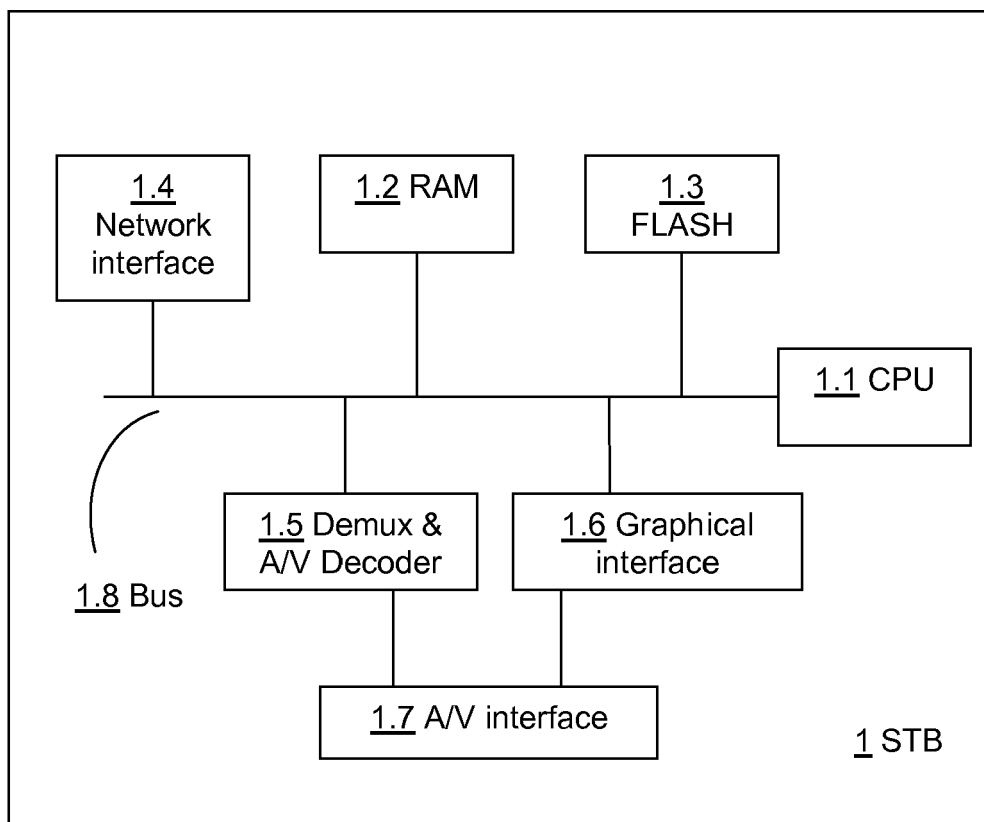 1.4
Network
interface
1.2 RAM
1.3
FLASH
1.1 CPU
1.5 Demux &
A/V Decoder
1.6 Graphical
interface
1.8 Bus
1.7 A/V interface
1 STB